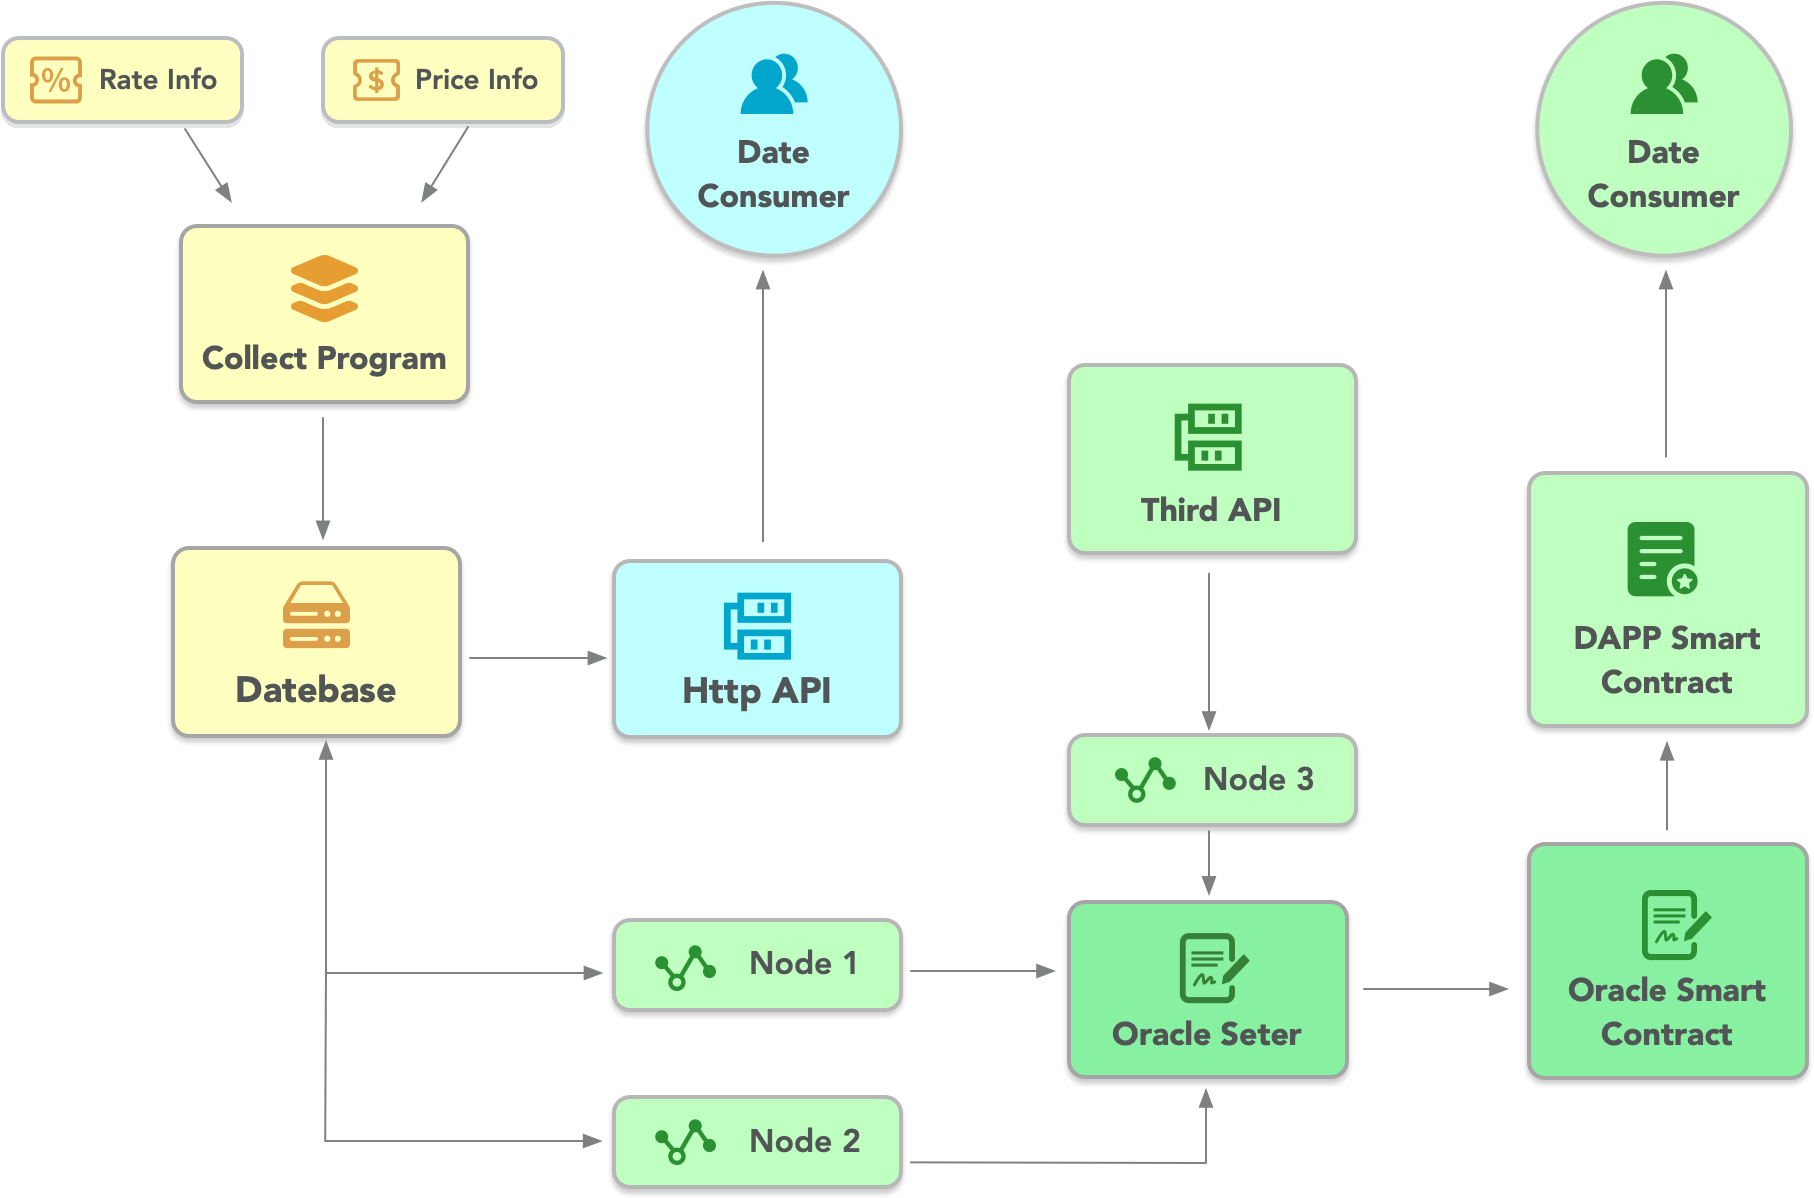 Rate Info
Price Info
Date
Consumer
Date
Consumer
Collect Program
Third API
Datebase
Http API
DAPP Smart
Contract
Node 3
Node 1
Oracle Seter
Oracle Smart
Contract
Node 2